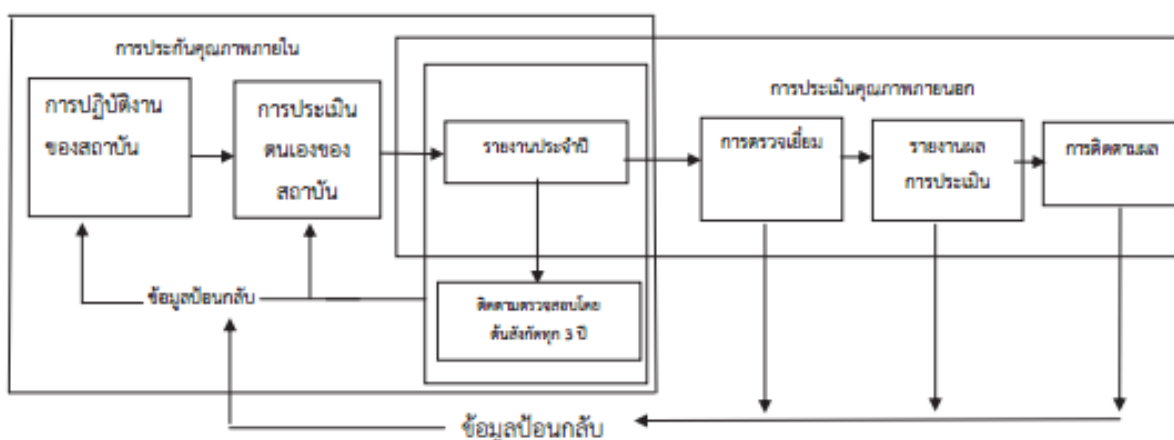 การประกันคุณภาพภายใน
การประเมินคุณภาพภายนอก
การปฏิบัติงาน
ของสถาบัน
การประเมิน
ตนเองของ
สถาบัน
รายงานประจำปี
การตรวจเยี่ยม
รายงานผล
การประเมิน
การติดตามผล
ข้อมูลป้อนกลับ
ติดตามตรวจสอบโดย
ต้นสังกัดทุก 3 ปี
ข้อมูลป้อนกลับ